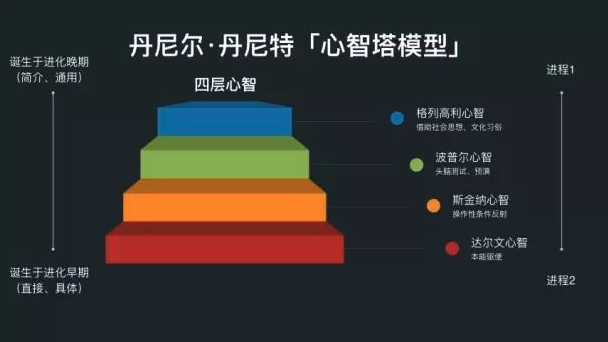 丹尼尔·丹尼特「心智塔模型」
诞生于进化晚期
（简介、通用）
四层心智
进程1
格列高利心智
借助社会思想、文化习俗
波普尔心智
头脑测试、预演
斯金纳心智
操作性条件反射
达尔文心智
本能驱使
诞生于进化早期
（直接、具体）
进程2